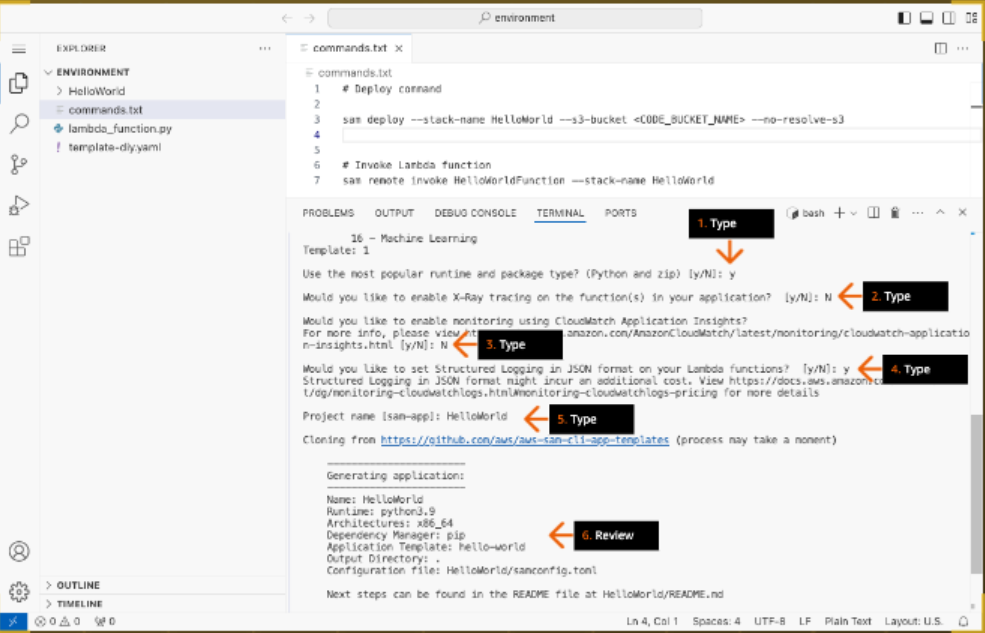 environment
EXPLORER
ENVIRONMENT
HelloWorld
commands.txt
lambda_function.py
template-diy.yaml
OUTLINE
TIMELINE
commands.txt
commands.txt
1 # Deploy command
2
3 sam deploy --stack-name HelloWorld --s3-bucket <CODE_BUCKET_NAME> --no-resolve-s3
4
5
6 # Invoke Lambda function
7 sam remote invoke HelloWorldFunction --stack-name HelloWorld
PROBLEMS OUTPUT DEBUG CONSOLE TERMINAL PORTS bash
1. Type
16 - Machine Learning
Template: 1
Use the most popular runtime and package type? (Python and zip) [y/N]: y
Would you like to enable X-Ray tracing on the function(s) in your application? [y/N]: N
2. Type
Would you like to enable monitoring using CloudWatch Application Insights?
For more info, please view .amazon.com/AmazonCloudWatch/latest/monitoring/cloudwatch-applicatio
n-insights.html [y/N]: N
3. Type
Would you like to set Structured Logging in JSON format on your Lambda functions? [y/N]: y
4. Type
Structured Logging in JSON format might incur an additional cost. View https://docs.aws.amazon.co
t/dg/monitoring-cloudwatchlogs.html#monitoring-cloudwatchlogs-pricing for more details
Project name [sam-app]: HelloWorld
5. Type
Cloning from https://github.com/aws/aws-sam-cli-app-templates (process may take a moment)
-----------------------
Generating application:
-----------------------
Name: HelloWorld
Runtime: python3.9
Architectures: x86_64
Dependency Manager: pip
6. Review
Application Template: hello-world
Output Directory: .
Configuration file: HelloWorld/samconfig.toml
Next steps can be found in the README file at HelloWorld/README.md
0 0 0 Ln 4, Col 1 Spaces: 4 UTF-8 LF Plain Text Layout: U.S.